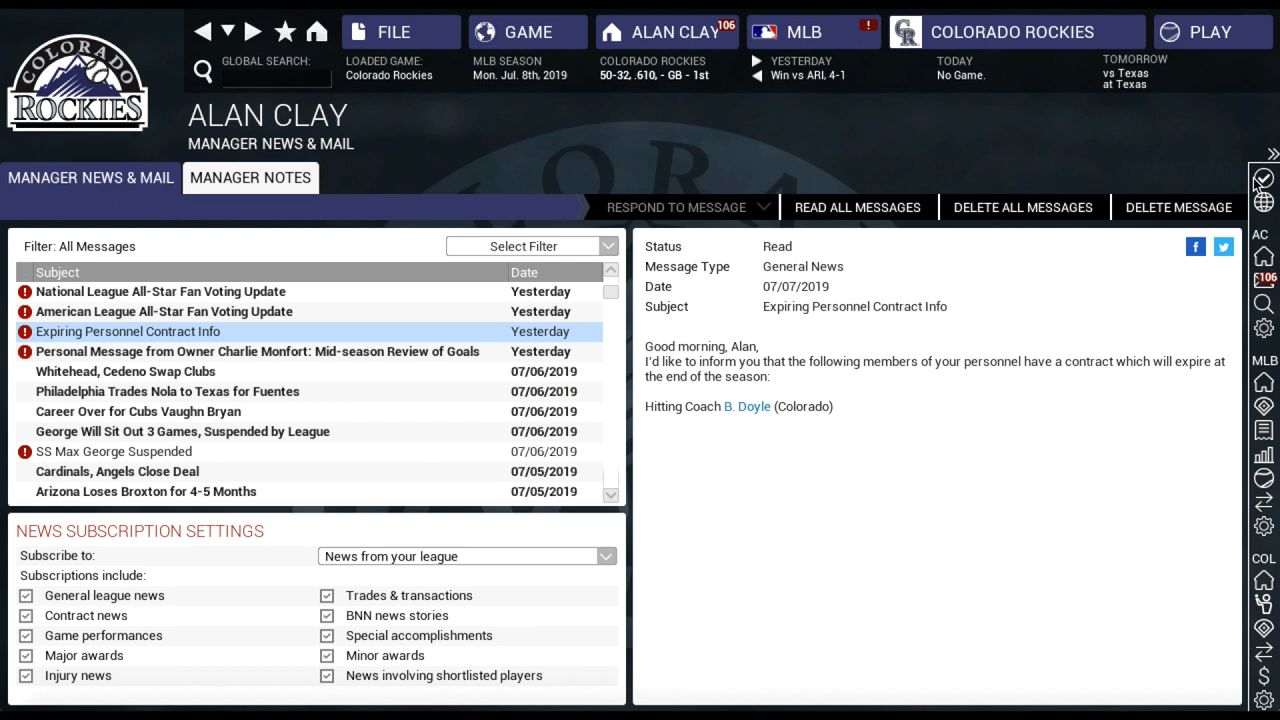 COLORADO
ROCKIES
FILE
GAME
ALAN CLAY
106
MLB
!
CR
COLORADO ROCKIES
PLAY
GLOBAL SEARCH:
LOADED GAME:
Colorado Rockies
MLB SEASON
Mon. Jul. 8th, 2019
COLORADO ROCKIES
50-32, .610, - GB - 1st
YESTERDAY
Win vs ARI, 4-1
TODAY
No Game.
TOMORROW
vs Texas
at Texas
ALAN CLAY
MANAGER NEWS & MAIL
MANAGER NEWS & MAIL
MANAGER NOTES
RESPOND TO MESSAGE
READ ALL MESSAGES
DELETE ALL MESSAGES
DELETE MESSAGE
Filter: All Messages
Select Filter
Subject Date
! National League All-Star Fan Voting Update Yesterday
! American League All-Star Fan Voting Update Yesterday
! Expiring Personnel Contract Info Yesterday
! Personal Message from Owner Charlie Monfort: Mid-season Review of Goals Yesterday
Whitehead, Cedeno Swap Clubs 07/06/2019
Philadelphia Trades Nola to Texas for Fuentes 07/06/2019
Career Over for Cubs Vaughn Bryan 07/06/2019
George Will Sit Out 3 Games, Suspended by League 07/06/2019
! SS Max George Suspended 07/06/2019
Cardinals, Angels Close Deal 07/05/2019
Arizona Loses Broxton for 4-5 Months 07/05/2019
NEWS SUBSCRIPTION SETTINGS
Subscribe to: News from your league
Subscriptions include:
General league news Trades & transactions
Contract news BNN news stories
Game performances Special accomplishments
Major awards Minor awards
Injury news News involving shortlisted players
Status Read
Message Type General News
Date 07/07/2019
Subject Expiring Personnel Contract Info
Good morning, Alan,
I'd like to inform you that the following members of your personnel have a contract which will expire at
the end of the season:
Hitting Coach B. Doyle (Colorado)
AC
106
MLB
COL
$